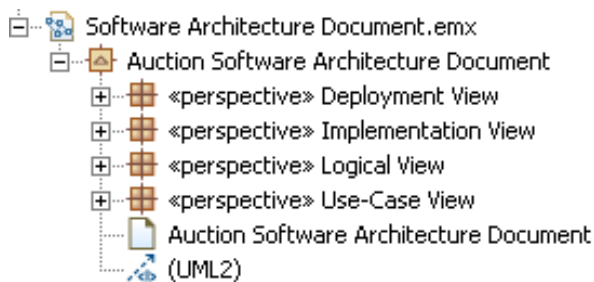 Software Architecture Document.emx
Auction Software Architecture Document
«perspective» Deployment View
«perspective» Implementation View
«perspective» Logical View
«perspective» Use-Case View
Auction Software Architecture Document
(UML2)